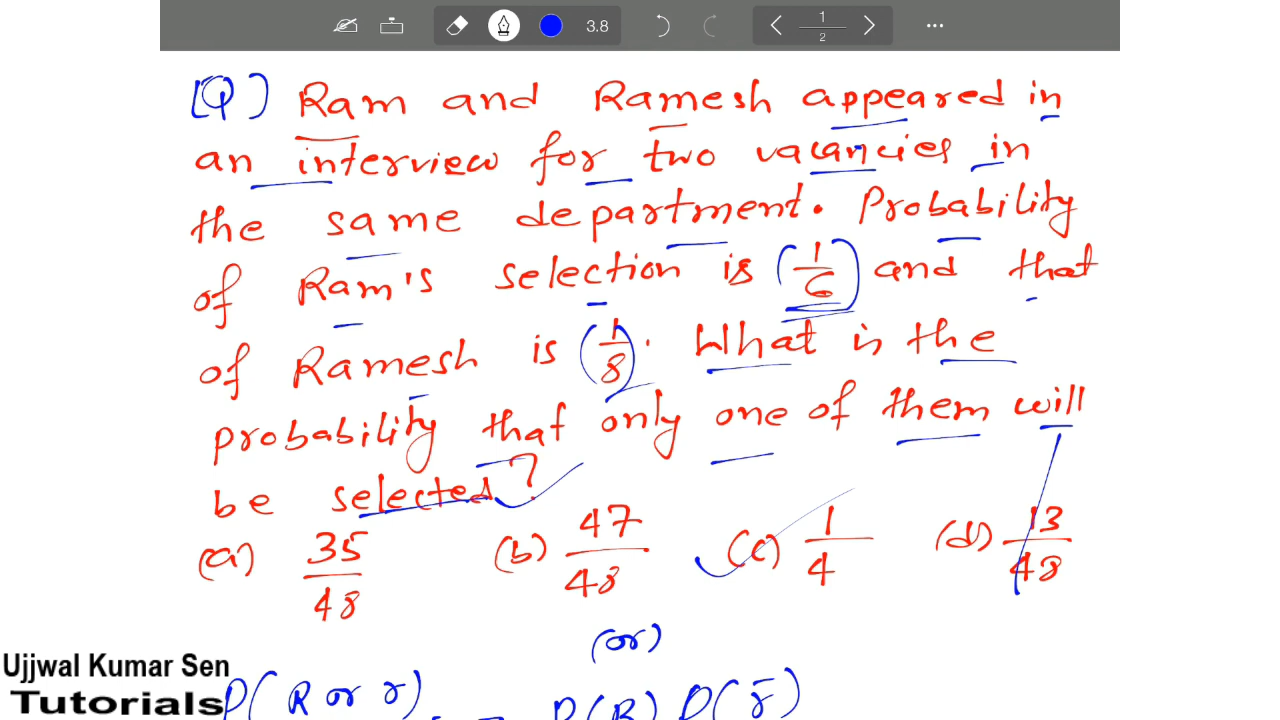 3.8
1
2
(Q) Ram and Ramesh appeared in
an interview for two vacancies in
the same department. Probability
of Ram's selection is (1/6) and that
of Ramesh is (1/8). What is the
probability that only one of them will
be selected?
(a) 35/48 (b) 47/48 (c) 1/4 (d) 13/48
(or)
Ujjwal Kumar Sen
Tutorials
P(R or r) = P(R) P(r̄)